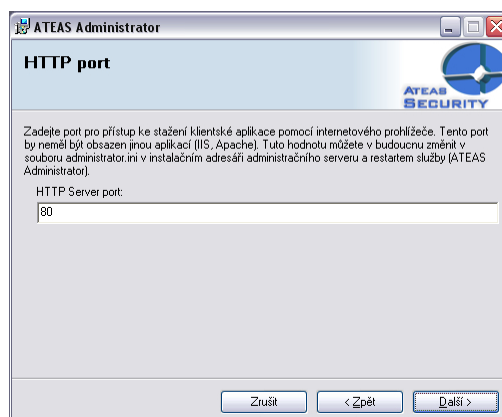 ATEAS Administrator
HTTP port
ATEAS
SECURITY
Zadejte port pro přístup ke stažení klientské aplikace pomocí internetového prohlížeče. Tento port
by neměl být obsazen jinou aplikací (IIS, Apache). Tuto hodnotu můžete v budoucnu změnit v
souboru administrator.ini v instalačním adresáři administračního serveru a restartem služby (ATEAS
Administrator).
HTTP Server port:
80
Zrušit
< Zpět
Další >